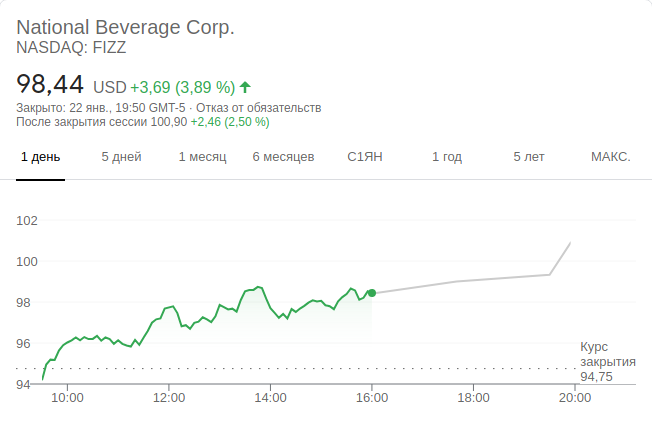 National Beverage Corp.
NASDAQ: FIZZ
98,44 USD +3,69 (3,89 %)
Закрыто: 22 янв., 19:50 GMT-5 · Отказ от обязательств
После закрытия сессии 100,90 +2,46 (2,50 %)
1 день 5 дней 1 месяц 6 месяцев С1ЯН 1 год 5 лет МАКС.
102
100
98
96
Курс
закрытия
94,75
94
10:00 12:00 14:00 16:00 18:00 20:00